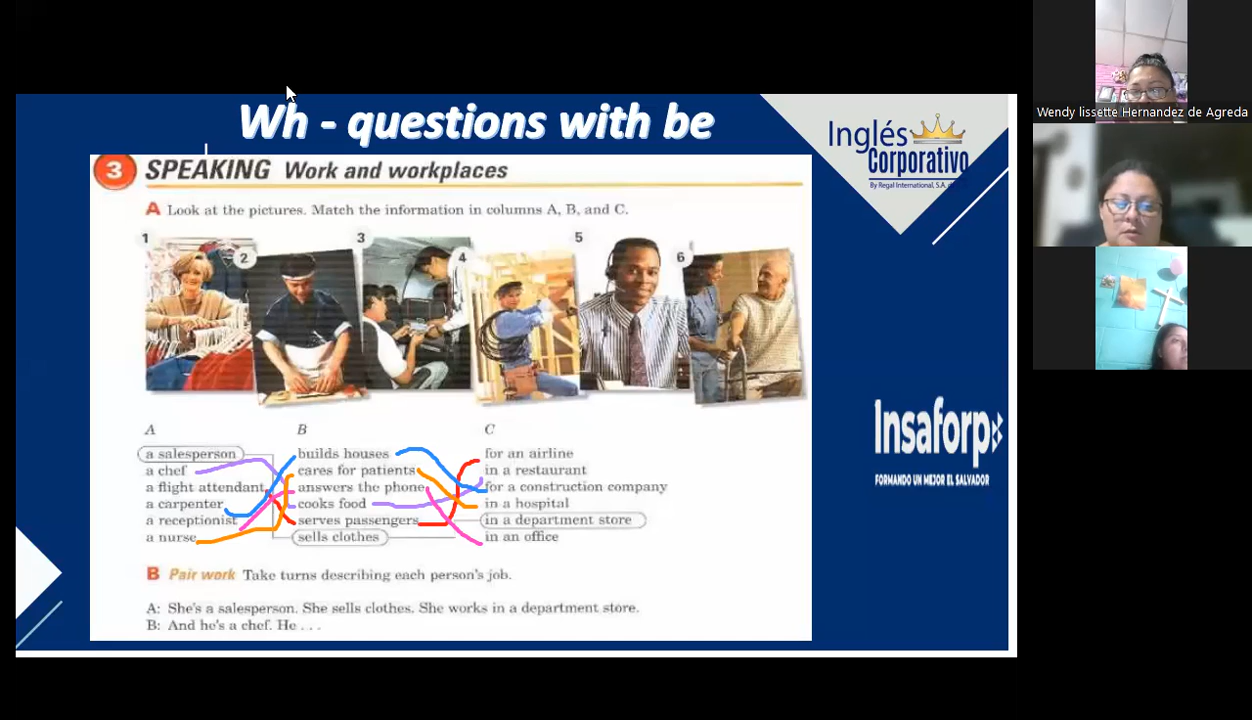 Wh - questions with be
Inglés
Corporativo
By Regal International, S.A.
3 SPEAKING Work and workplaces
A Look at the pictures. Match the information in columns A, B, and C.
1 2 3 4 5 6
A B C
a salesperson builds houses for an airline
a chef cares for patients in a restaurant
a flight attendant answers the phone for a construction company
a carpenter cooks food in a hospital
a receptionist serves passengers in a department store
a nurse sells clothes in an office
B Pair work Take turns describing each person's job.
A: She's a salesperson. She sells clothes. She works in a department store.
B: And he's a chef. He . . .
Insaforp
FORMANDO UN MEJOR EL SALVADOR
Wendy lissette Hernandez de Agreda